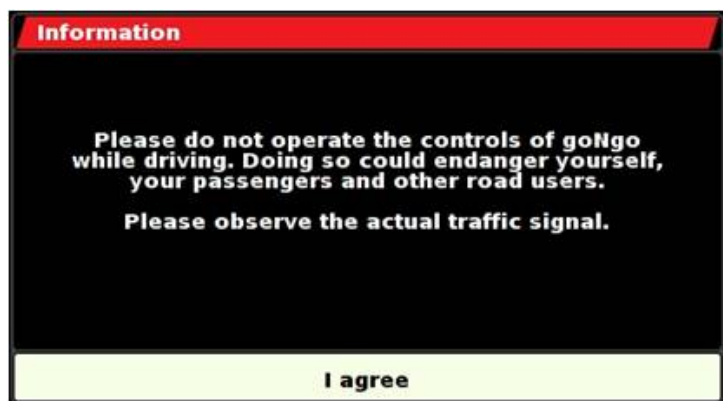 Information
Please do not operate the controls of goNgo
while driving. Doing so could endanger yourself,
your passengers and other road users.
Please observe the actual traffic signal.
I agree